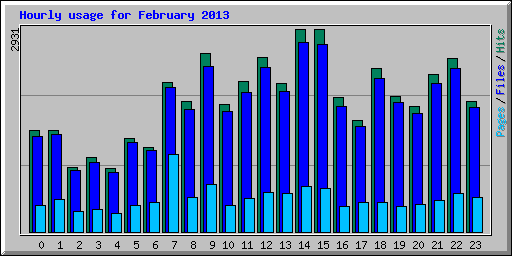 Hourly usage for February 2013
2931
Pages / Files / Hits
0 1 2 3 4 5 6 7 8 9 10 11 12 13 14 15 16 17 18 19 20 21 22 23